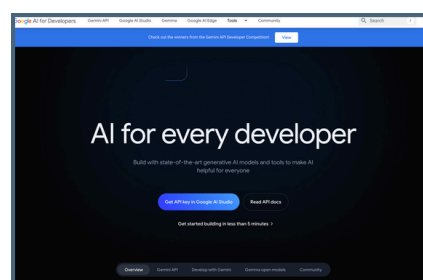 Google AI for Developers Gemini API Google AI Studio Gemma Google AI Edge Tools Community Search /
Check out the winners from the Gemini API Developer Competition! View
AI for every developer
Build with state-of-the-art generative AI models and tools to make AI
helpful for everyone
Get API key in Google AI Studio Read API docs
Get started building in less than 5 minutes >
Overview Gemini API Develop with Gemini Gemma open models Community